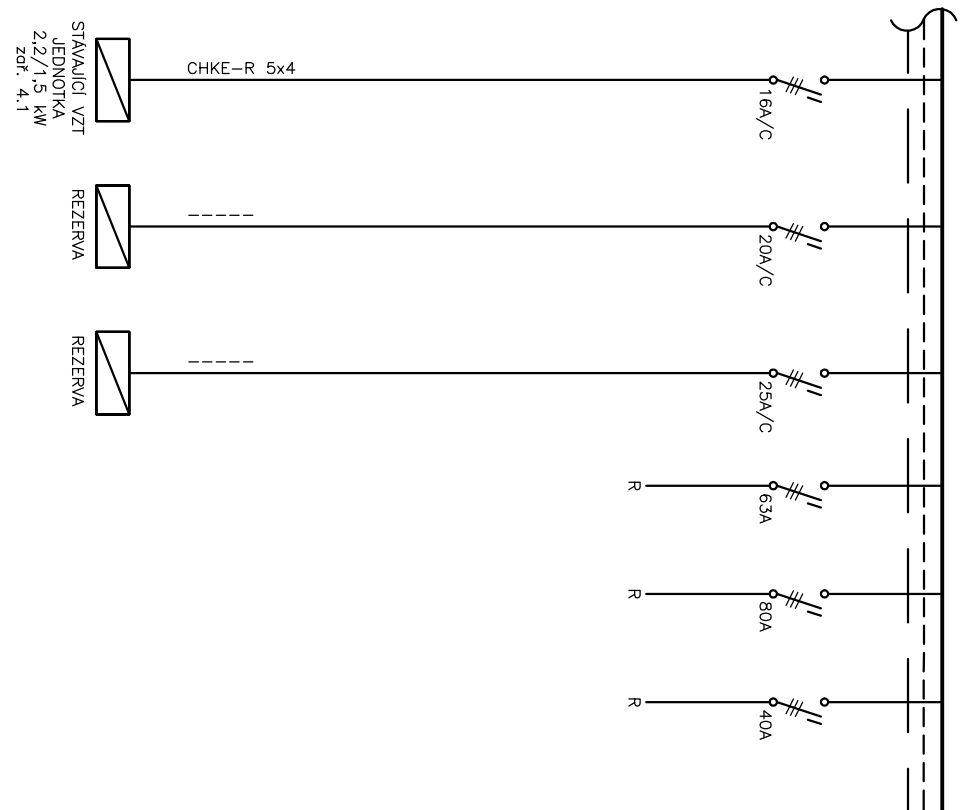 STÁVAJÍCÍ VZT
JEDNOTKA
2,2/1,5 kW
zař. 4.1
CHKE-R 5x4
16A/C
REZERVA
-----
20A/C
REZERVA
-----
25A/C
R
63A
R
80A
R
40A